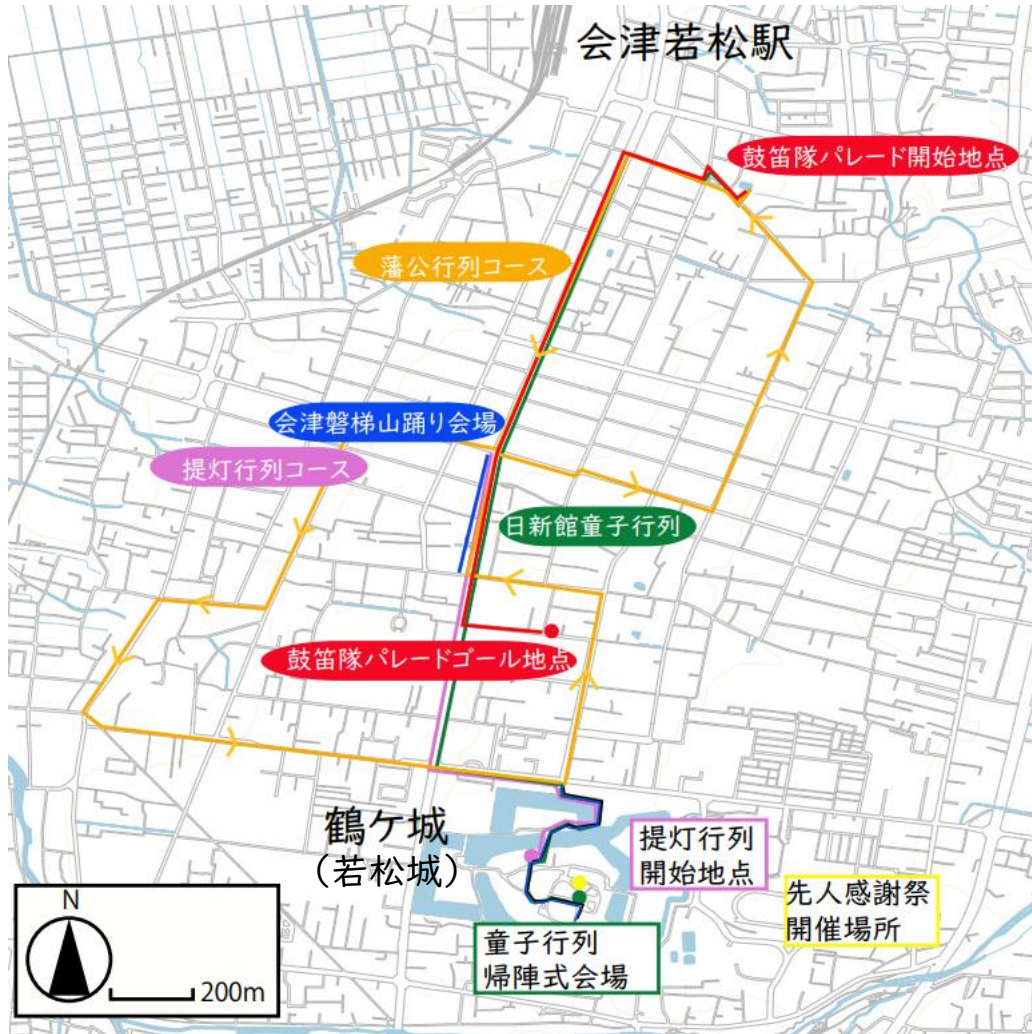 会津若松駅
鼓笛隊パレード開始地点
藩公行列コース
会津磐梯山踊り会場
提灯行列コース
日新館童子行列
鼓笛隊パレードゴール地点
鶴ケ城
（若松城）
提灯行列
開始地点
先人感謝祭
開催場所
童子行列
帰陣式会場
N
200m